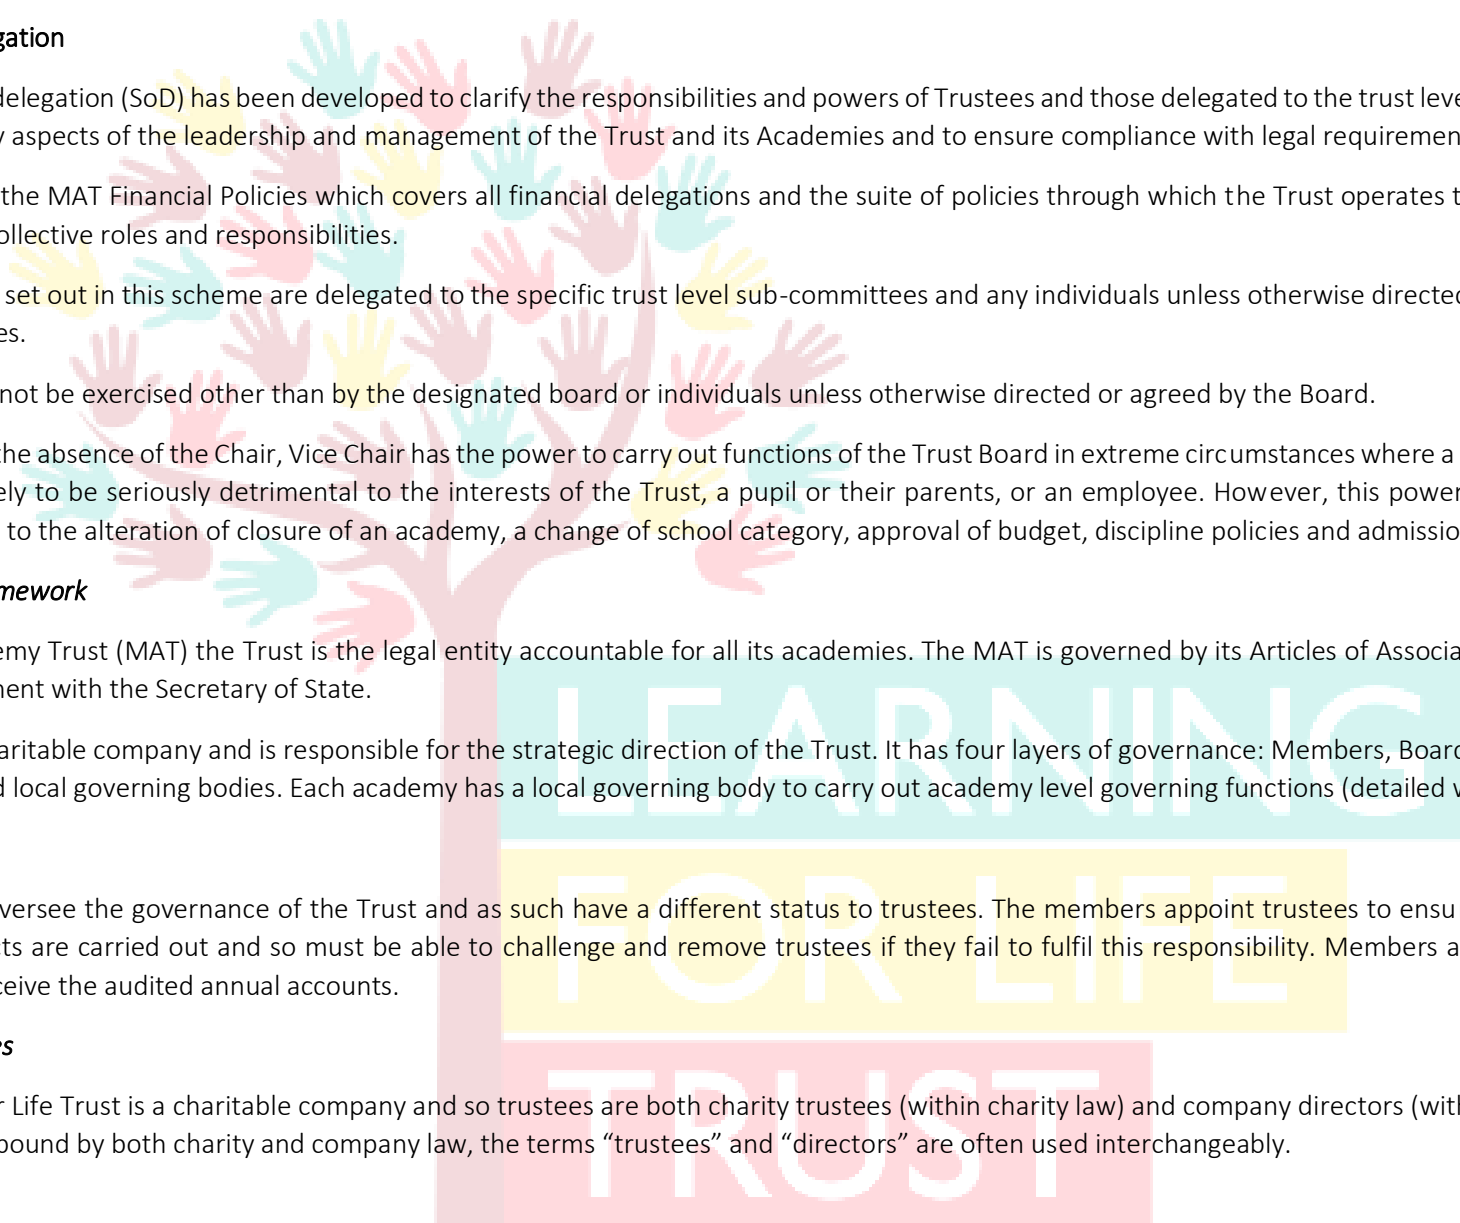 gation
delegation (SoD) has been developed to clarify the responsibilities and powers of Trustees and those delegated to the trust leve
y aspects of the leadership and management of the Trust and its Academies and to ensure compliance with legal requiremen
the MAT Financial Policies which covers all financial delegations and the suite of policies through which the Trust operates t
ollective roles and responsibilities.
set out in this scheme are delegated to the specific trust level sub-committees and any individuals unless otherwise directed
es.
not be exercised other than by the designated board or individuals unless otherwise directed or agreed by the Board.
the absence of the Chair, Vice Chair has the power to carry out functions of the Trust Board in extreme circumstances where a
ely to be seriously detrimental to the interests of the Trust, a pupil or their parents, or an employee. However, this power
to the alteration of closure of an academy, a change of school category, approval of budget, discipline policies and admissio
mework
emy Trust (MAT) the Trust is the legal entity accountable for all its academies. The MAT is governed by its Articles of Associa
ment with the Secretary of State.
aritable company and is responsible for the strategic direction of the Trust. It has four layers of governance: Members, Board
d local governing bodies. Each academy has a local governing body to carry out academy level governing functions (detailed w
versee the governance of the Trust and as such have a different status to trustees. The members appoint trustees to ensu
cts are carried out and so must be able to challenge and remove trustees if they fail to fulfil this responsibility. Members a
ceive the audited annual accounts.
es
r Life Trust is a charitable company and so trustees are both charity trustees (within charity law) and company directors (with
bound by both charity and company law, the terms “trustees” and “directors” are often used interchangeably.
LEARNING
FOR LIFE
TRUST